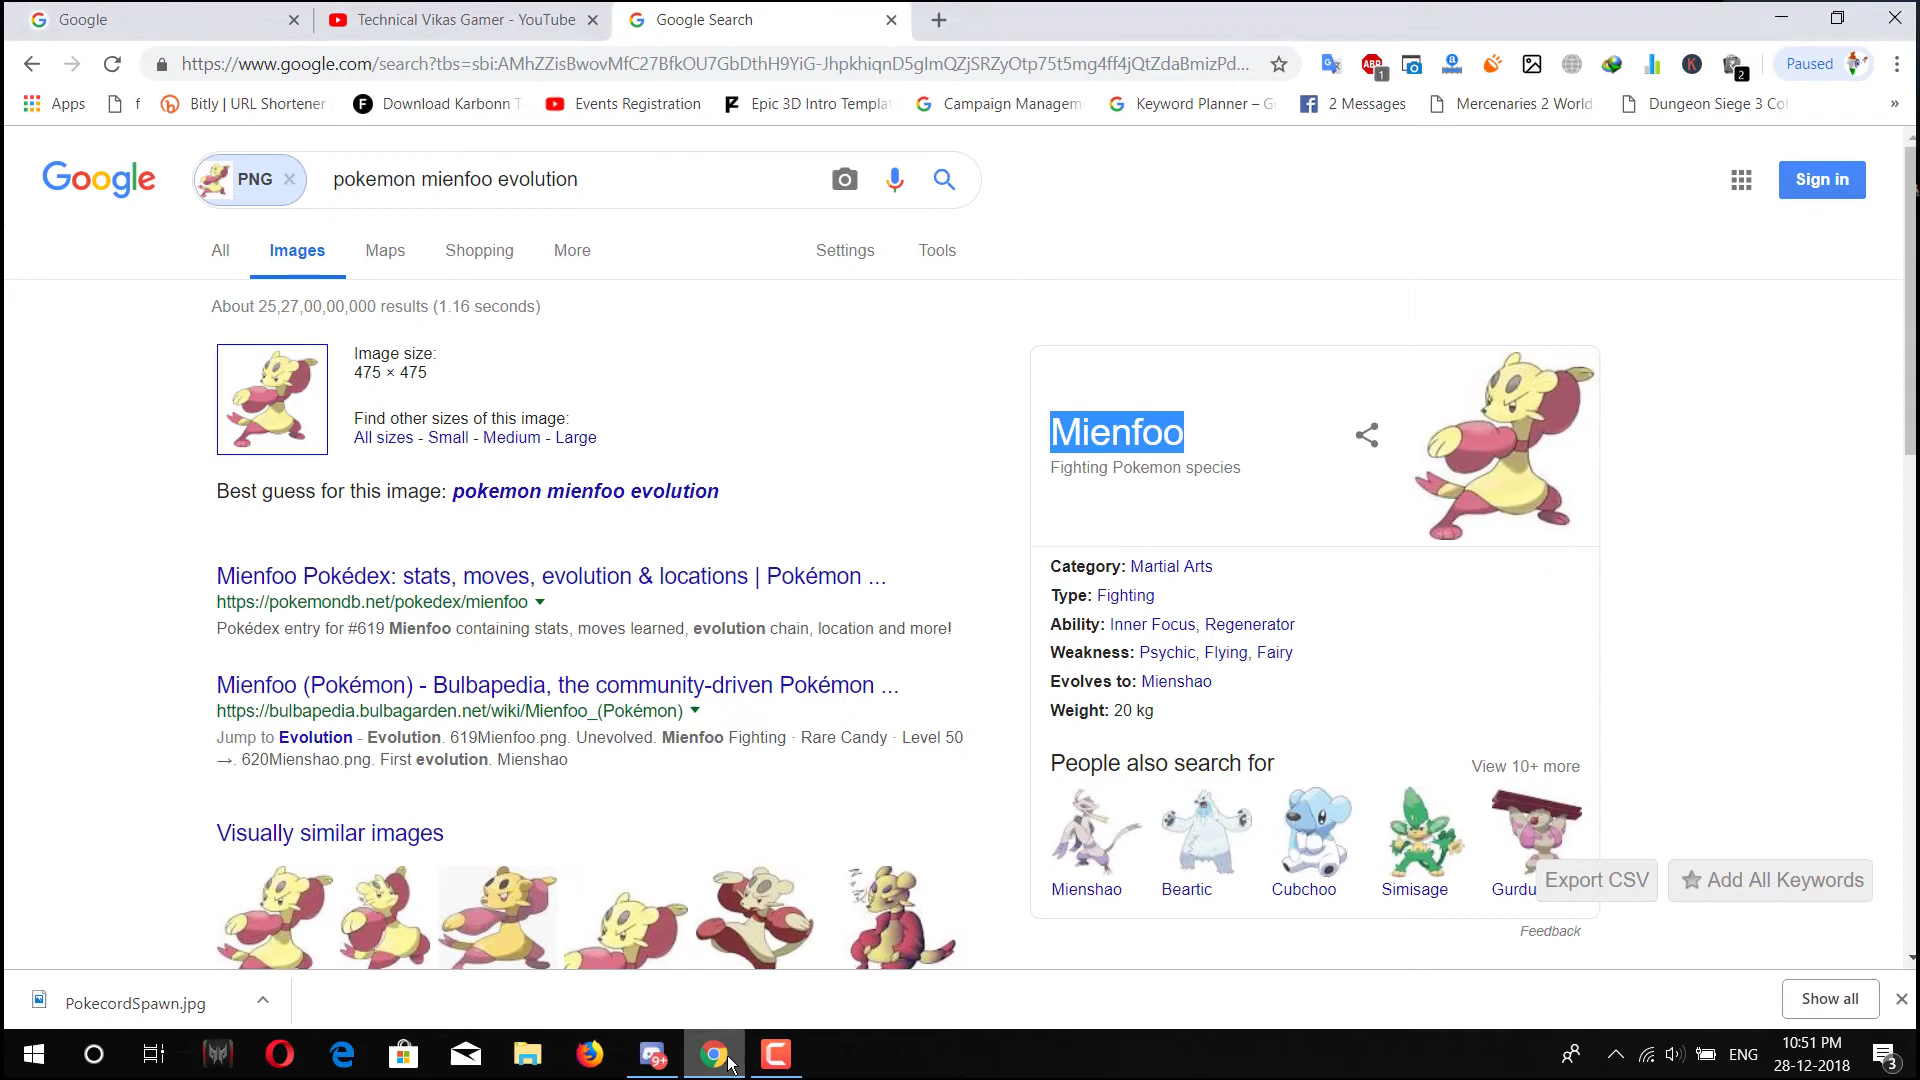 Google
Technical Vikas Gamer - YouTube
Google Search
https://www.google.com/search?tbs=sbi:AMhZZisBwovMfC27BfkOU7GbDthH9YiG-JhpkhiqnD5gImQZjSRZyOtp75t5mg4ff4jQtZdaBmizPd...
ABP
1
2
Paused
Apps
f
Bitly | URL Shortener
Download Karbonn T
Events Registration
Epic 3D Intro Templat
Campaign Managem
Keyword Planner – G
2 Messages
Mercenaries 2 World
Dungeon Siege 3 Col
»
Google
PNG
pokemon mienfoo evolution
Sign in
All
Images
Maps
Shopping
More
Settings
Tools
About 25,27,00,00,000 results (1.16 seconds)
Image size:
475 × 475
Find other sizes of this image:
All sizes - Small - Medium - Large
Best guess for this image: pokemon mienfoo evolution
Mienfoo Pokédex: stats, moves, evolution & locations | Pokémon ...
https://pokemondb.net/pokedex/mienfoo
Pokédex entry for #619 Mienfoo containing stats, moves learned, evolution chain, location and more!
Mienfoo (Pokémon) - Bulbapedia, the community-driven Pokémon ...
https://bulbapedia.bulbagarden.net/wiki/Mienfoo_(Pokémon)
Jump to Evolution - Evolution. 619Mienfoo.png. Unevolved. Mienfoo Fighting · Rare Candy · Level 50
→. 620Mienshao.png. First evolution. Mienshao
Visually similar images
Mienfoo
Fighting Pokemon species
Category: Martial Arts
Type: Fighting
Ability: Inner Focus, Regenerator
Weakness: Psychic, Flying, Fairy
Evolves to: Mienshao
Weight: 20 kg
People also search for
View 10+ more
Mienshao
Beartic
Cubchoo
Simisage
Gurdu
Export CSV
Add All Keywords
Feedback
PokecordSpawn.jpg
Show all
9+
ENG
10:51 PM
28-12-2018
3